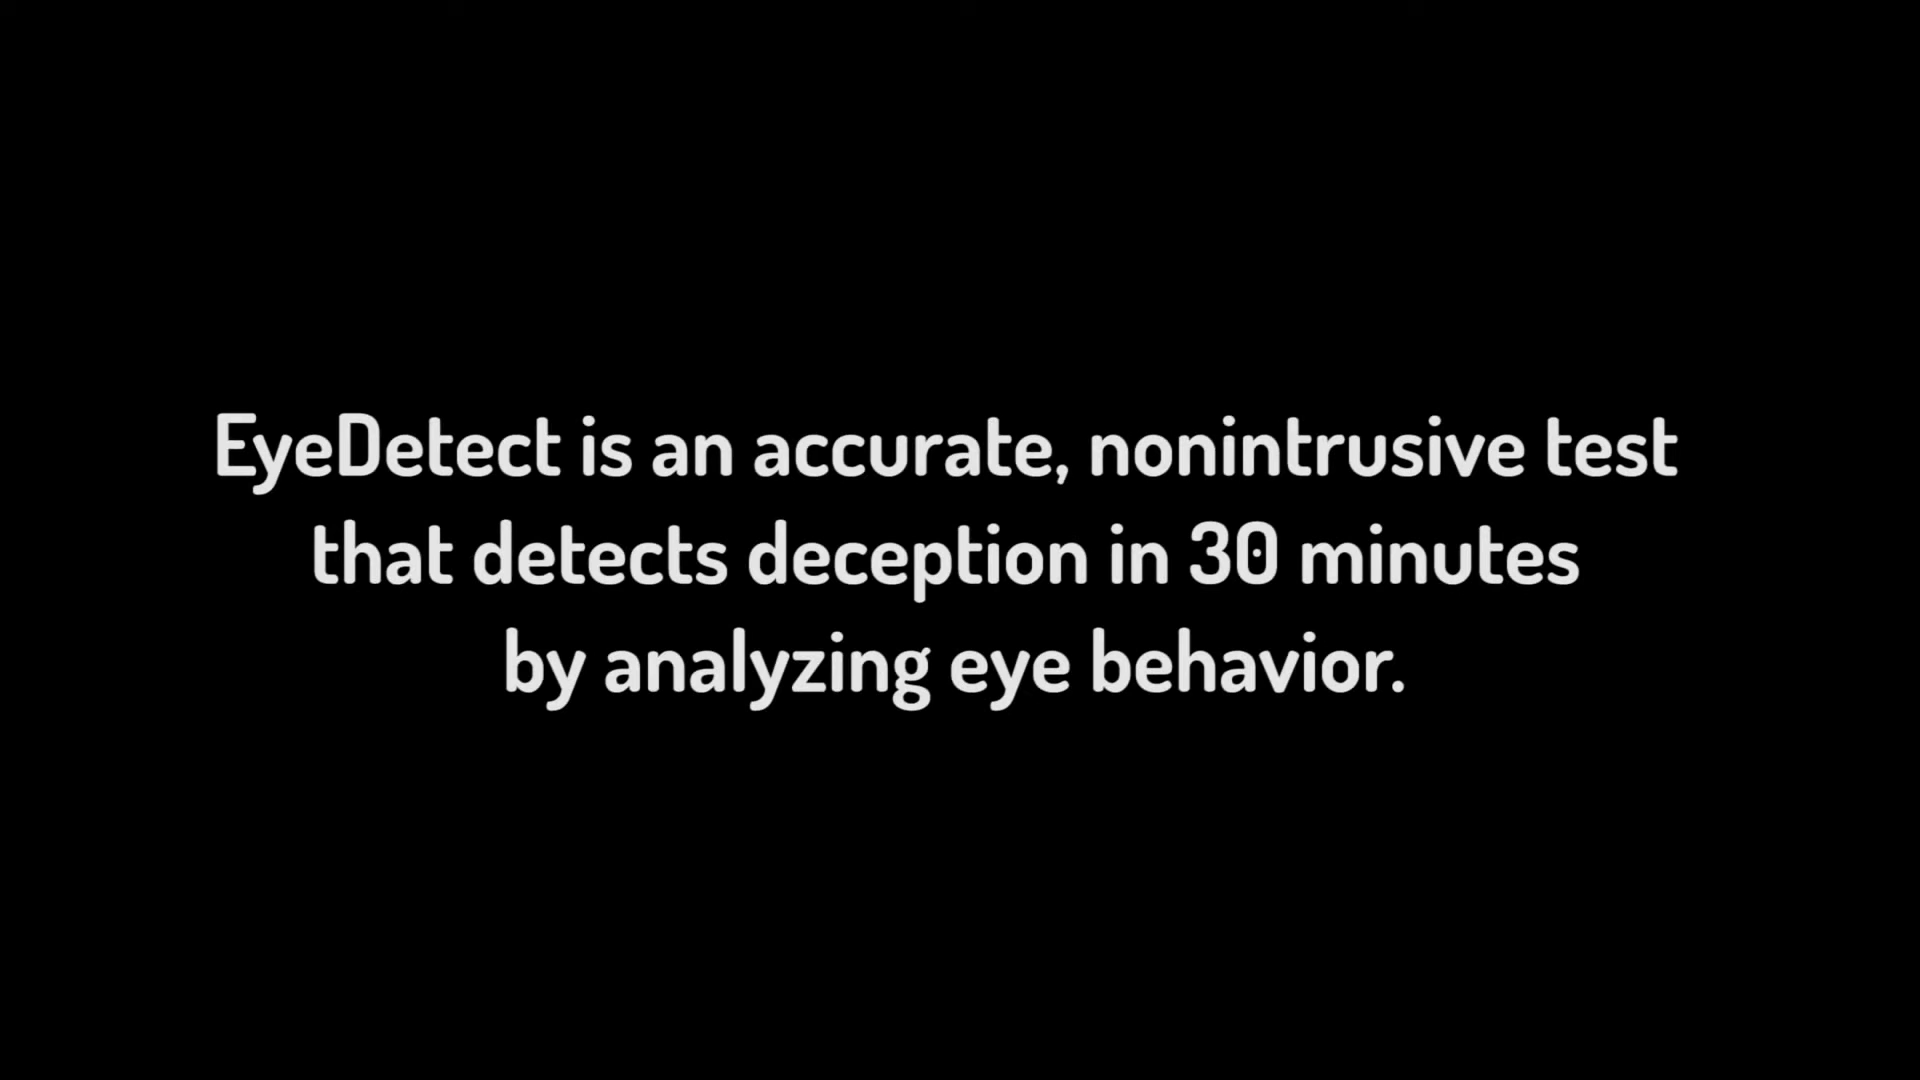 EyeDetect is an accurate, nonintrusive test
that detects deception in 30 minutes
by analyzing eye behavior.